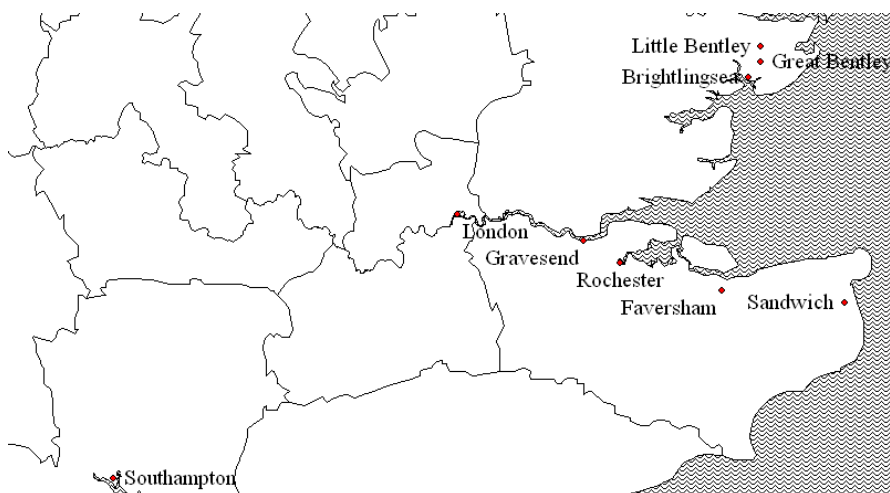 Little Bentley
Great Bentley
Brightlingsea
London
Gravesend
Rochester
Faversham
Sandwich
Southampton